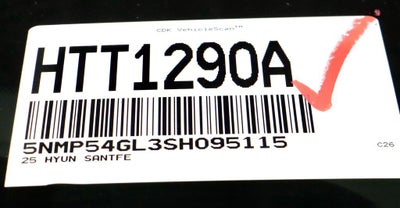 CDK VehicleScan™
HTT1290A
5NMP54GL3SH095115
25 HYUN SANTFE
C26